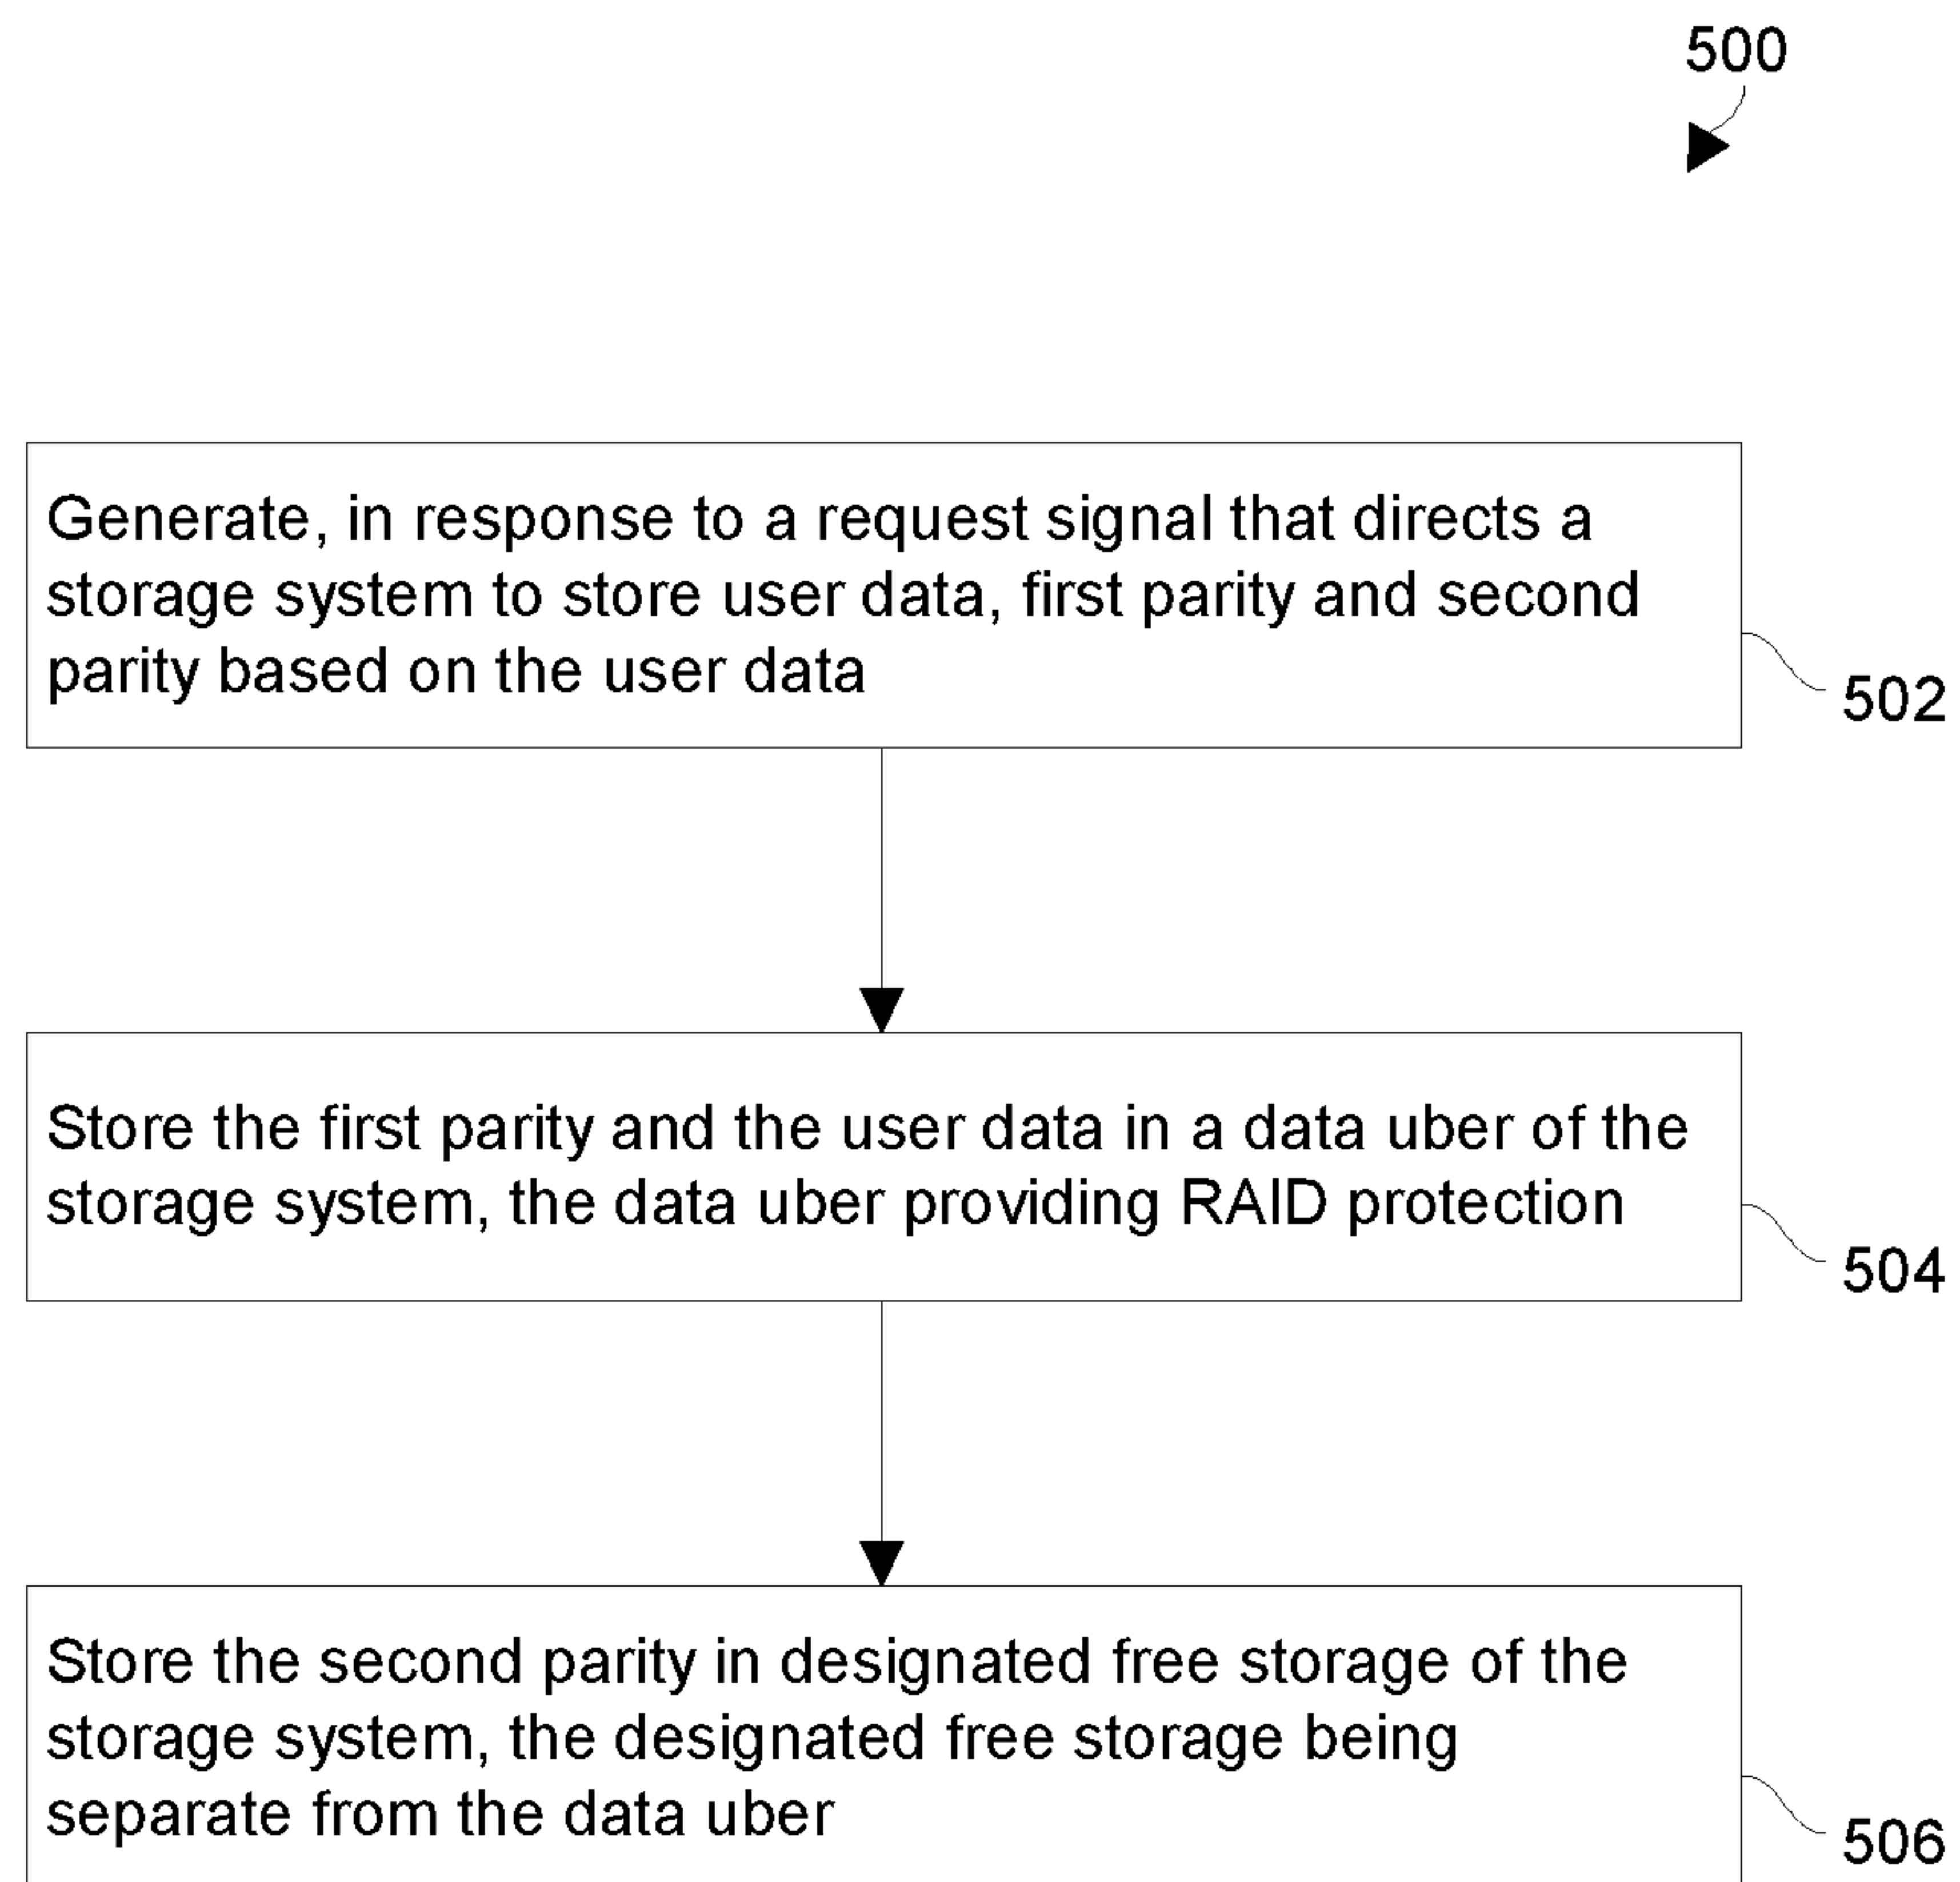 500
Generate, in response to a request signal that directs a
storage system to store user data, first parity and second
parity based on the user data
502
Store the first parity and the user data in a data uber of the
storage system, the data uber providing RAID protection
504
Store the second parity in designated free storage of the
storage system, the designated free storage being
separate from the data uber
506